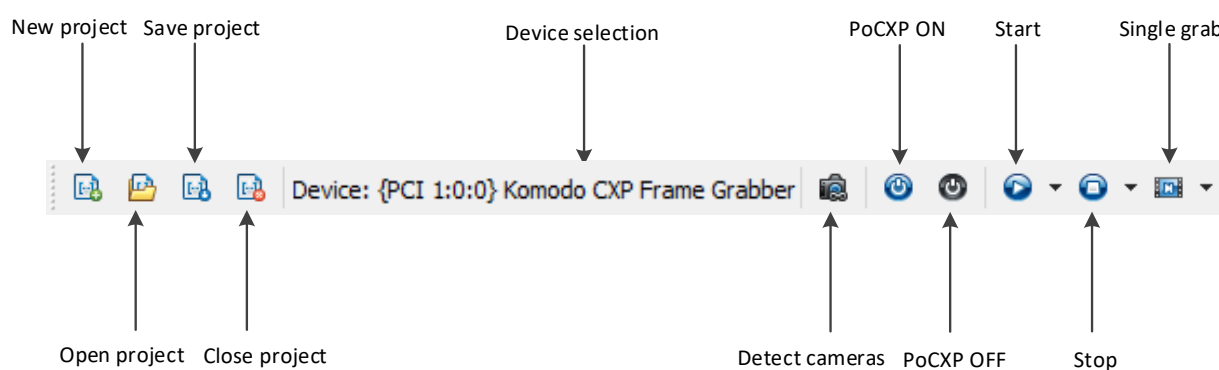 New project Save project Device selection PoCXP ON Start Single grab
Device: {PCI 1:0:0} Komodo CXP Frame Grabber
Open project Close project Detect cameras PoCXP OFF Stop